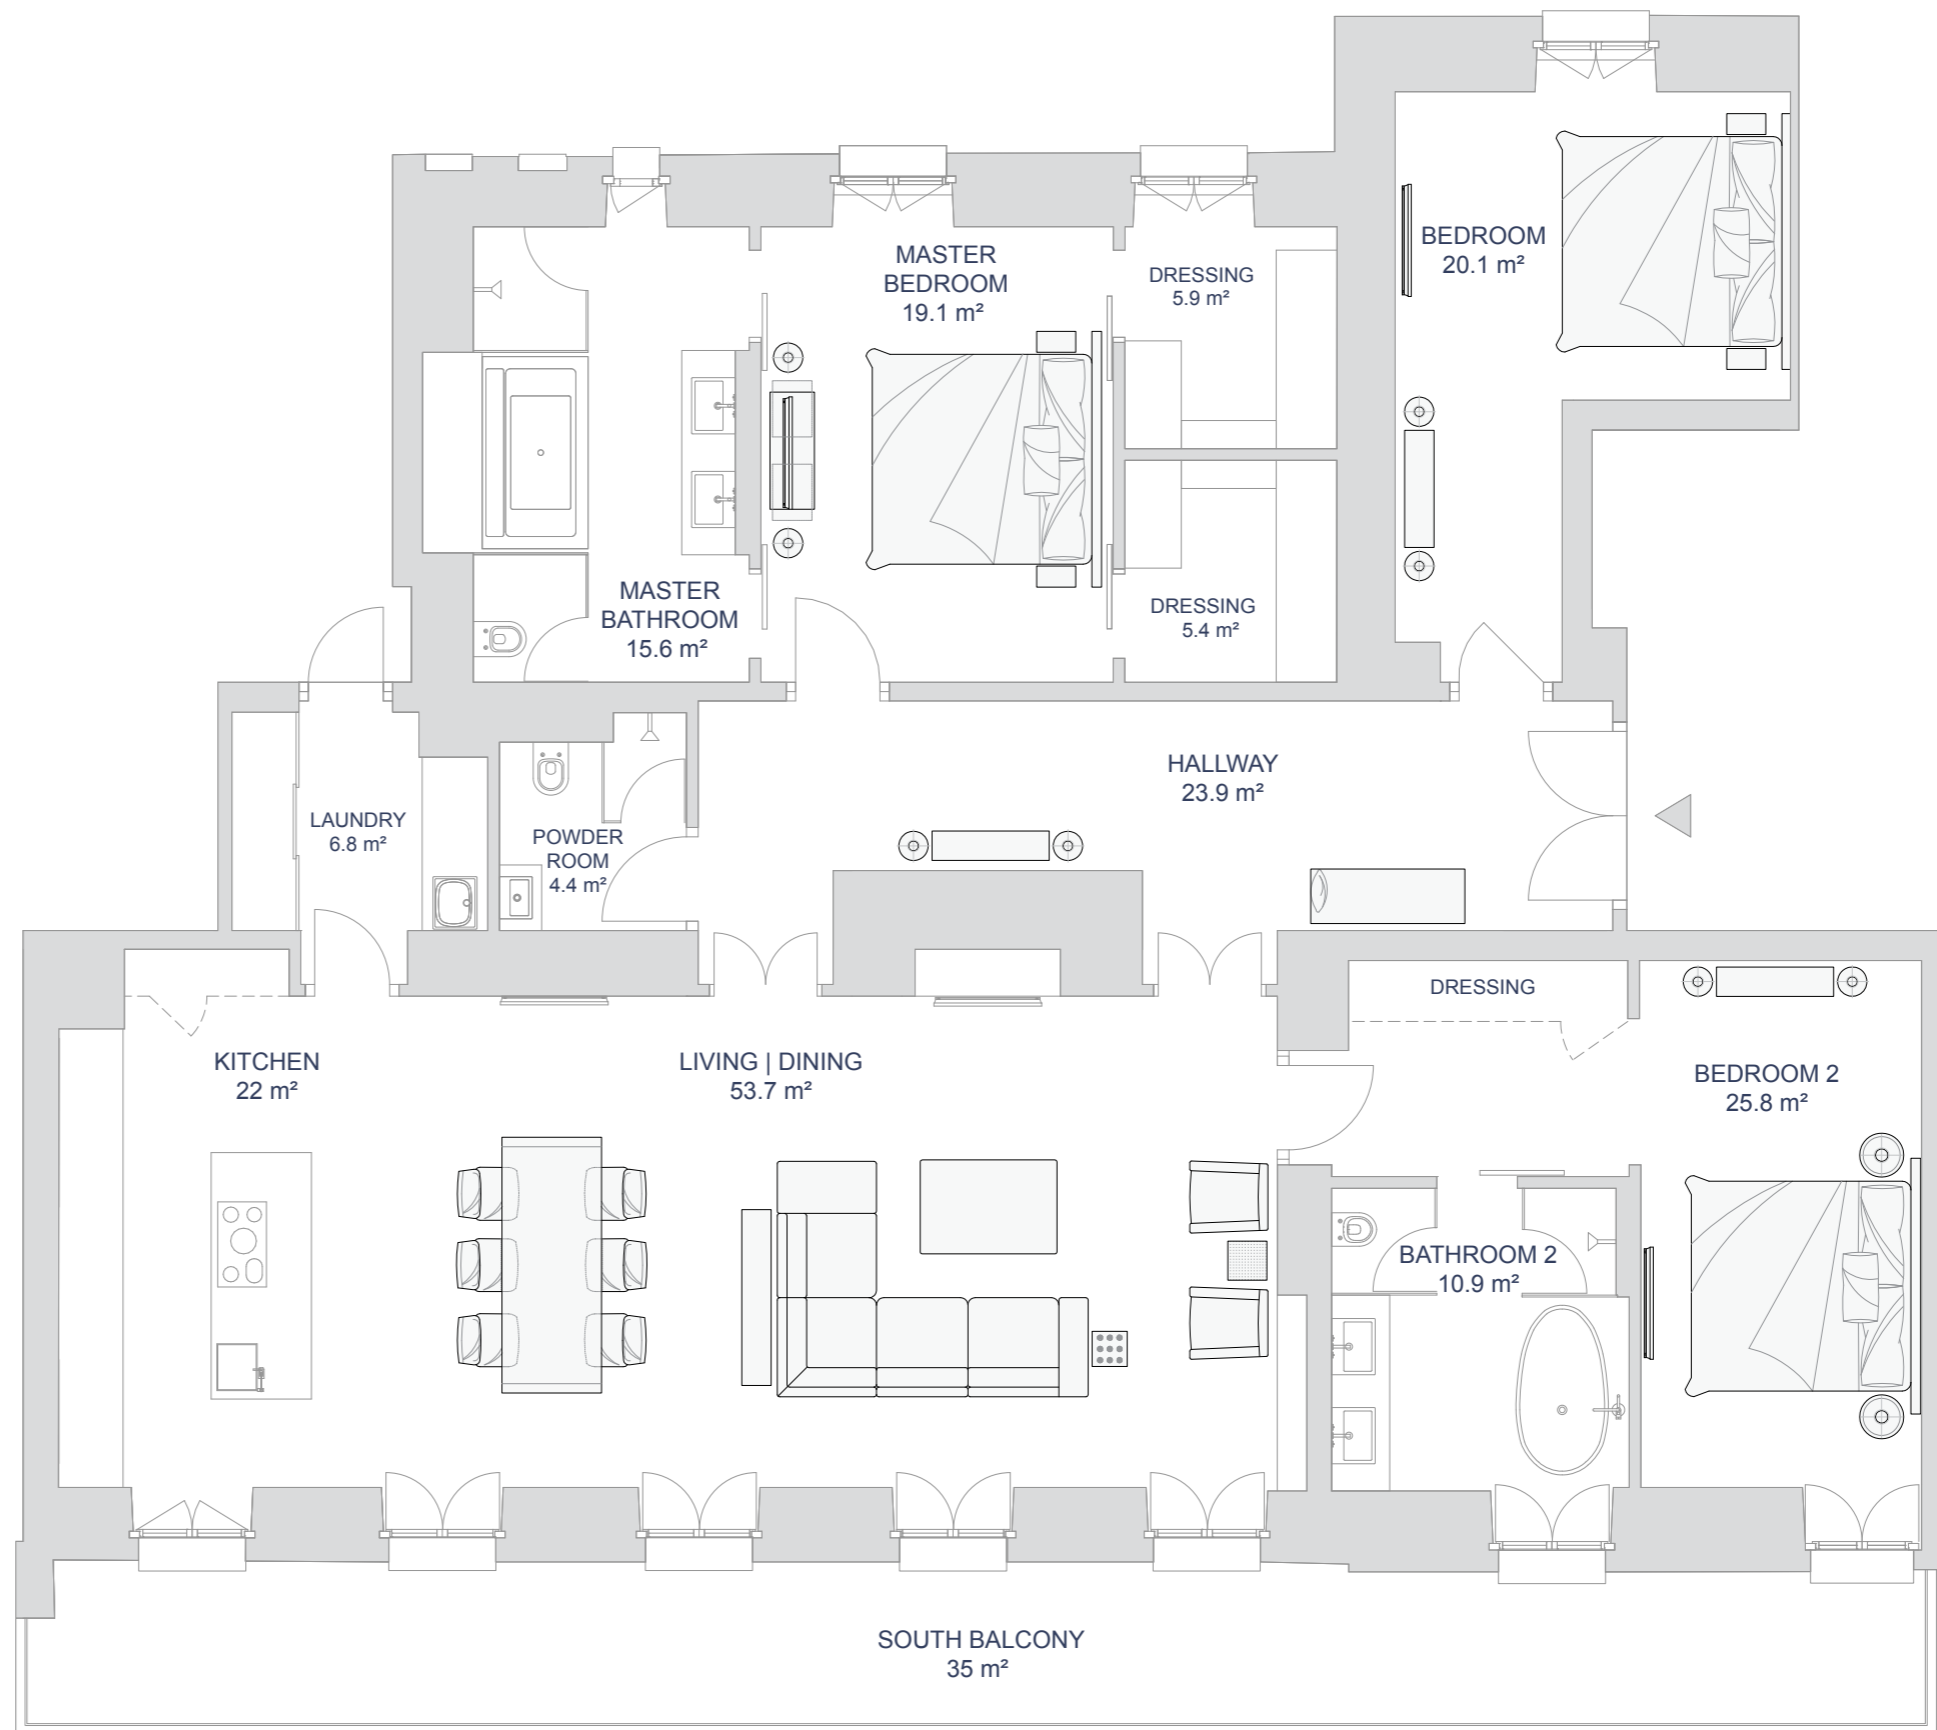 MASTER
BEDROOM
19.1 m²
DRESSING
5.9 m²
BEDROOM
20.1 m²
MASTER
BATHROOM
15.6 m²
DRESSING
5.4 m²
HALLWAY
23.9 m²
LAUNDRY
6.8 m²
POWDER
ROOM
4.4 m²
DRESSING
KITCHEN
22 m²
LIVING | DINING
53.7 m²
BEDROOM 2
25.8 m²
BATHROOM 2
10.9 m²
SOUTH BALCONY
35 m²